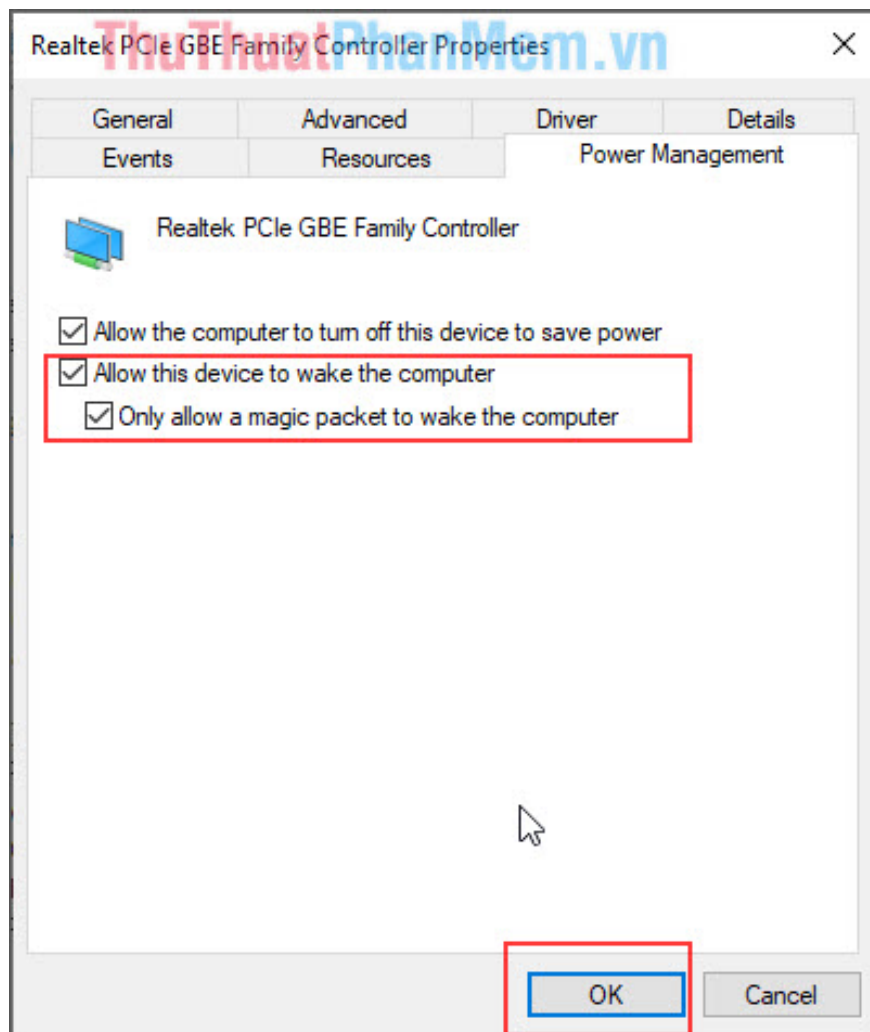 ThuThuatPhanMem.vn
Realtek PCIe GBE Family Controller Properties
General Advanced Driver Details
Events Resources Power Management
Realtek PCIe GBE Family Controller
Allow the computer to turn off this device to save power
Allow this device to wake the computer
Only allow a magic packet to wake the computer
OK Cancel